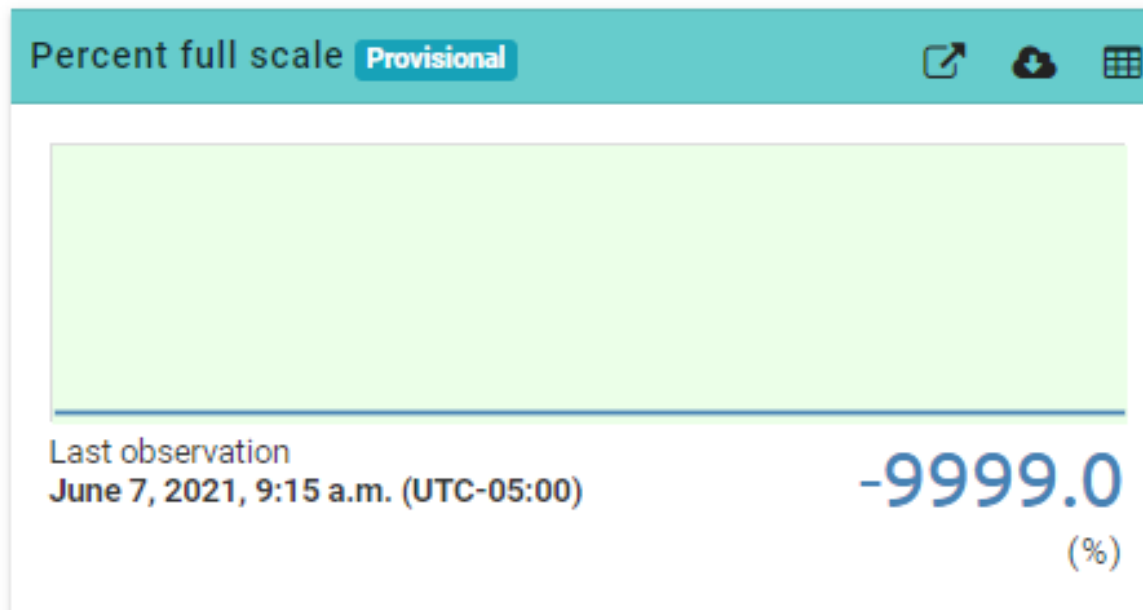 Percent full scale Provisional
Last observation
June 7, 2021, 9:15 a.m. (UTC-05:00)
-9999.0
(%)